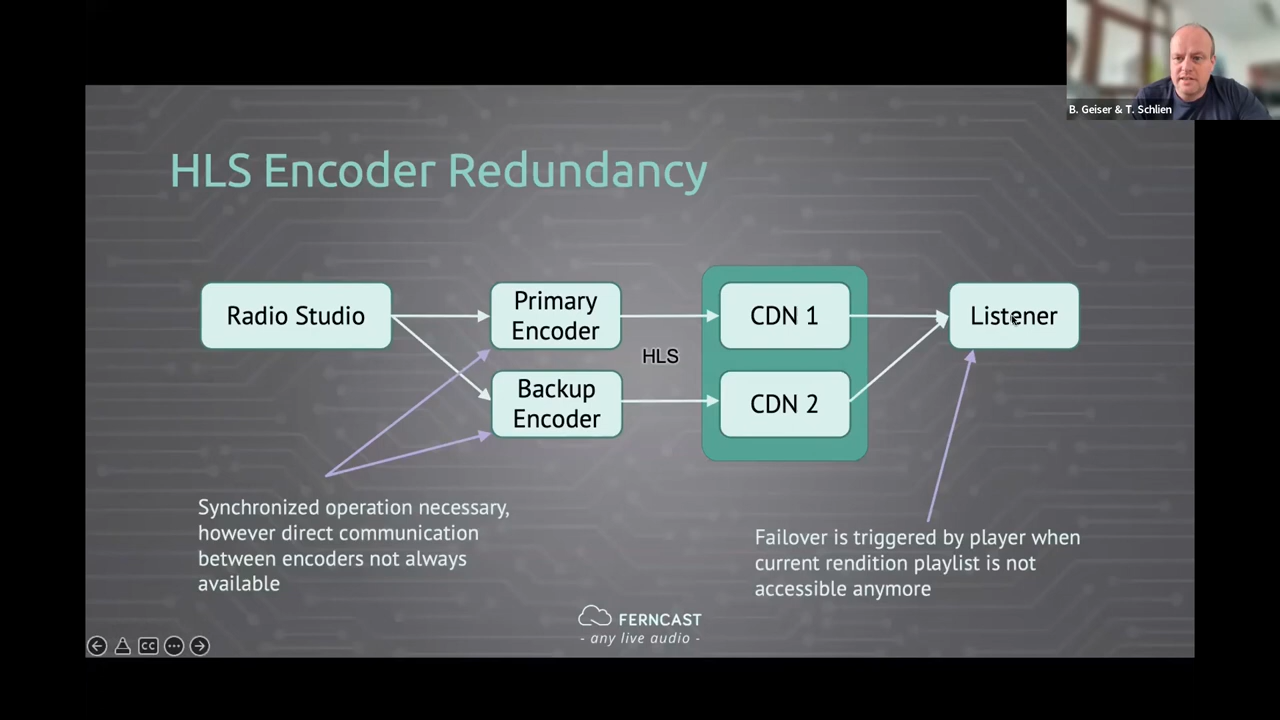 B. Geiser & T. Schlien
HLS Encoder Redundancy
Radio Studio
Primary
Encoder
Backup
Encoder
HLS
CDN 1
CDN 2
Listener
Synchronized operation necessary,
however direct communication
between encoders not always
available
Failover is triggered by player when
current rendition playlist is not
accessible anymore
FERNCAST
- any live audio -
CC